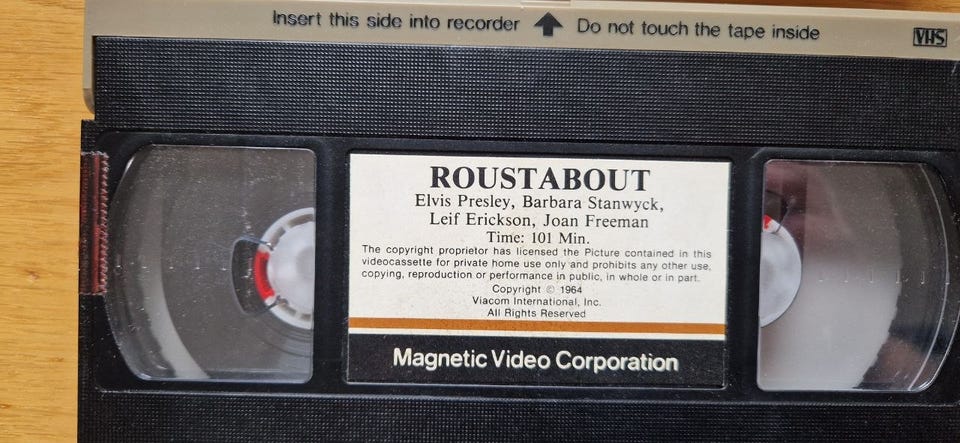 Insert this side into recorder Do not touch the tape inside VHS
ROUSTABOUT
Elvis Presley, Barbara Stanwyck,
Leif Erickson, Joan Freeman
Time: 101 Min.
The copyright proprietor has licensed the Picture contained in this
videocassette for private home use only and prohibits any other use,
copying, reproduction or performance in public, in whole or in part.
Copyright © 1964
Viacom International, Inc.
All Rights Reserved
Magnetic Video Corporation